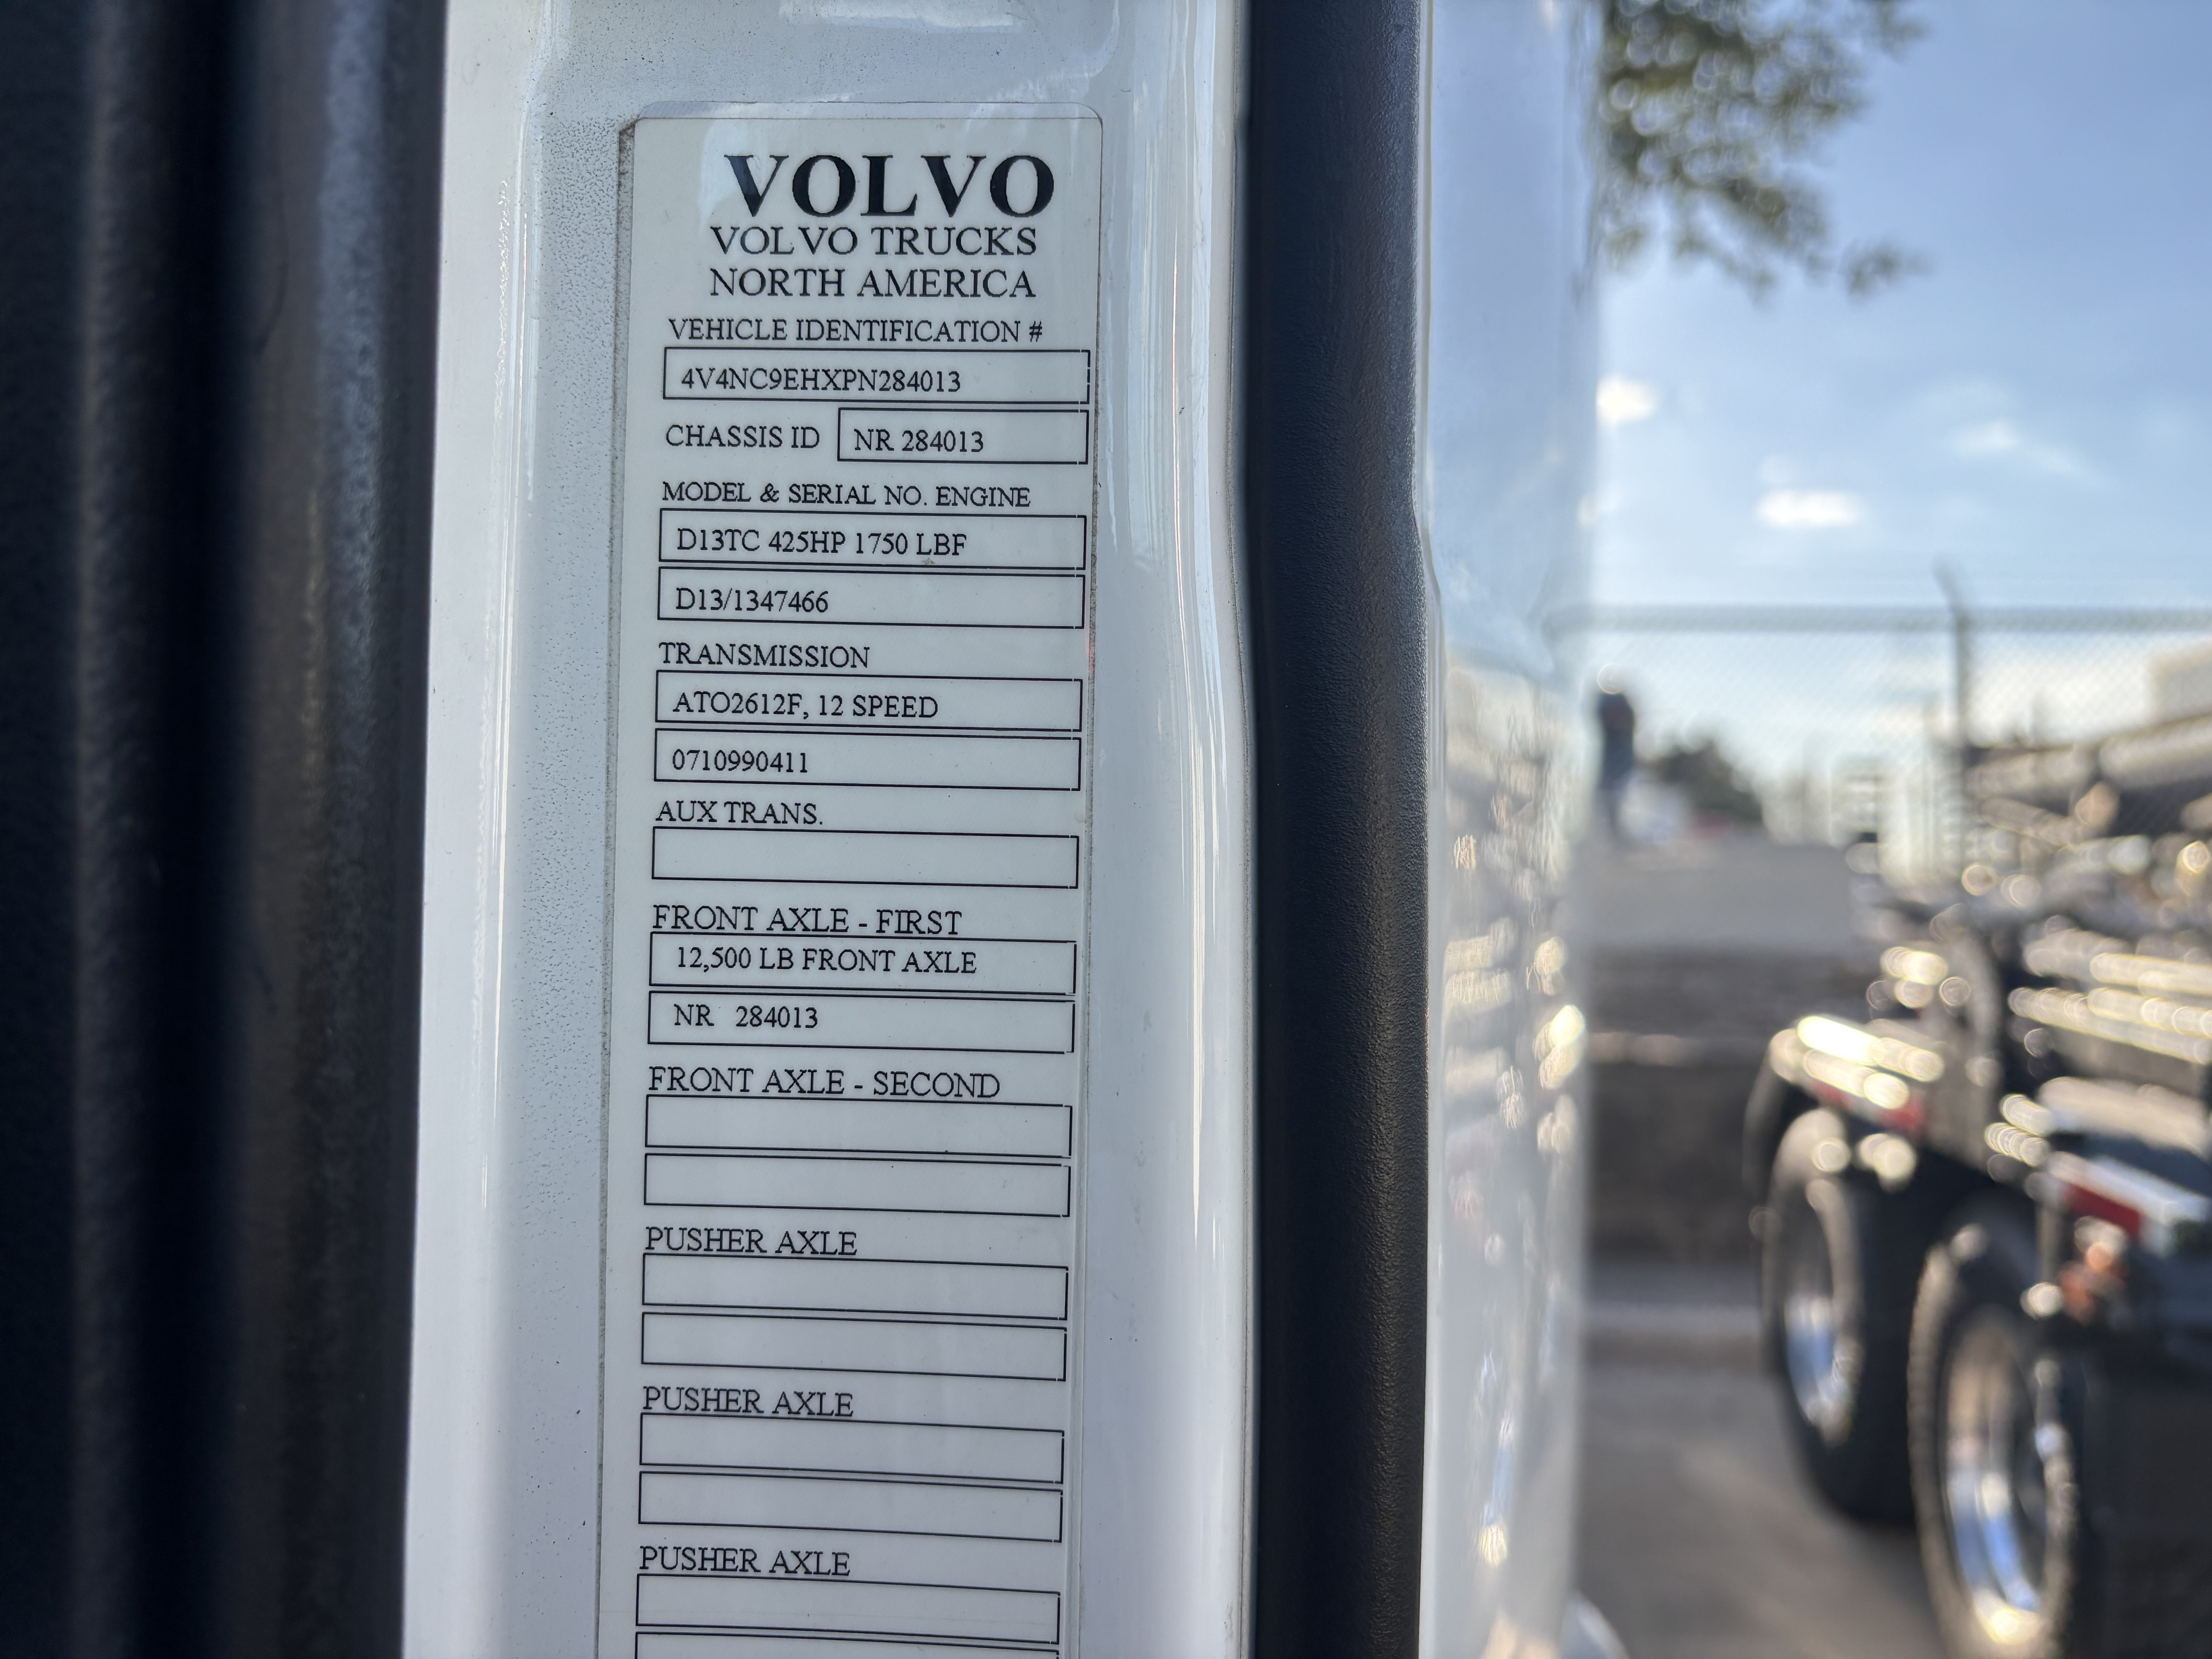 VOLVO
VOLVO TRUCKS
NORTH AMERICA
VEHICLE IDENTIFICATION #
4V4NC9EHXPN284013
CHASSIS ID NR 284013
MODEL & SERIAL NO. ENGINE
D13TC 425HP 1750 LBF
D13/1347466
TRANSMISSION
ATO2612F, 12 SPEED
0710990411
AUX TRANS.
FRONT AXLE - FIRST
12,500 LB FRONT AXLE
NR 284013
FRONT AXLE - SECOND
PUSHER AXLE
PUSHER AXLE
PUSHER AXLE